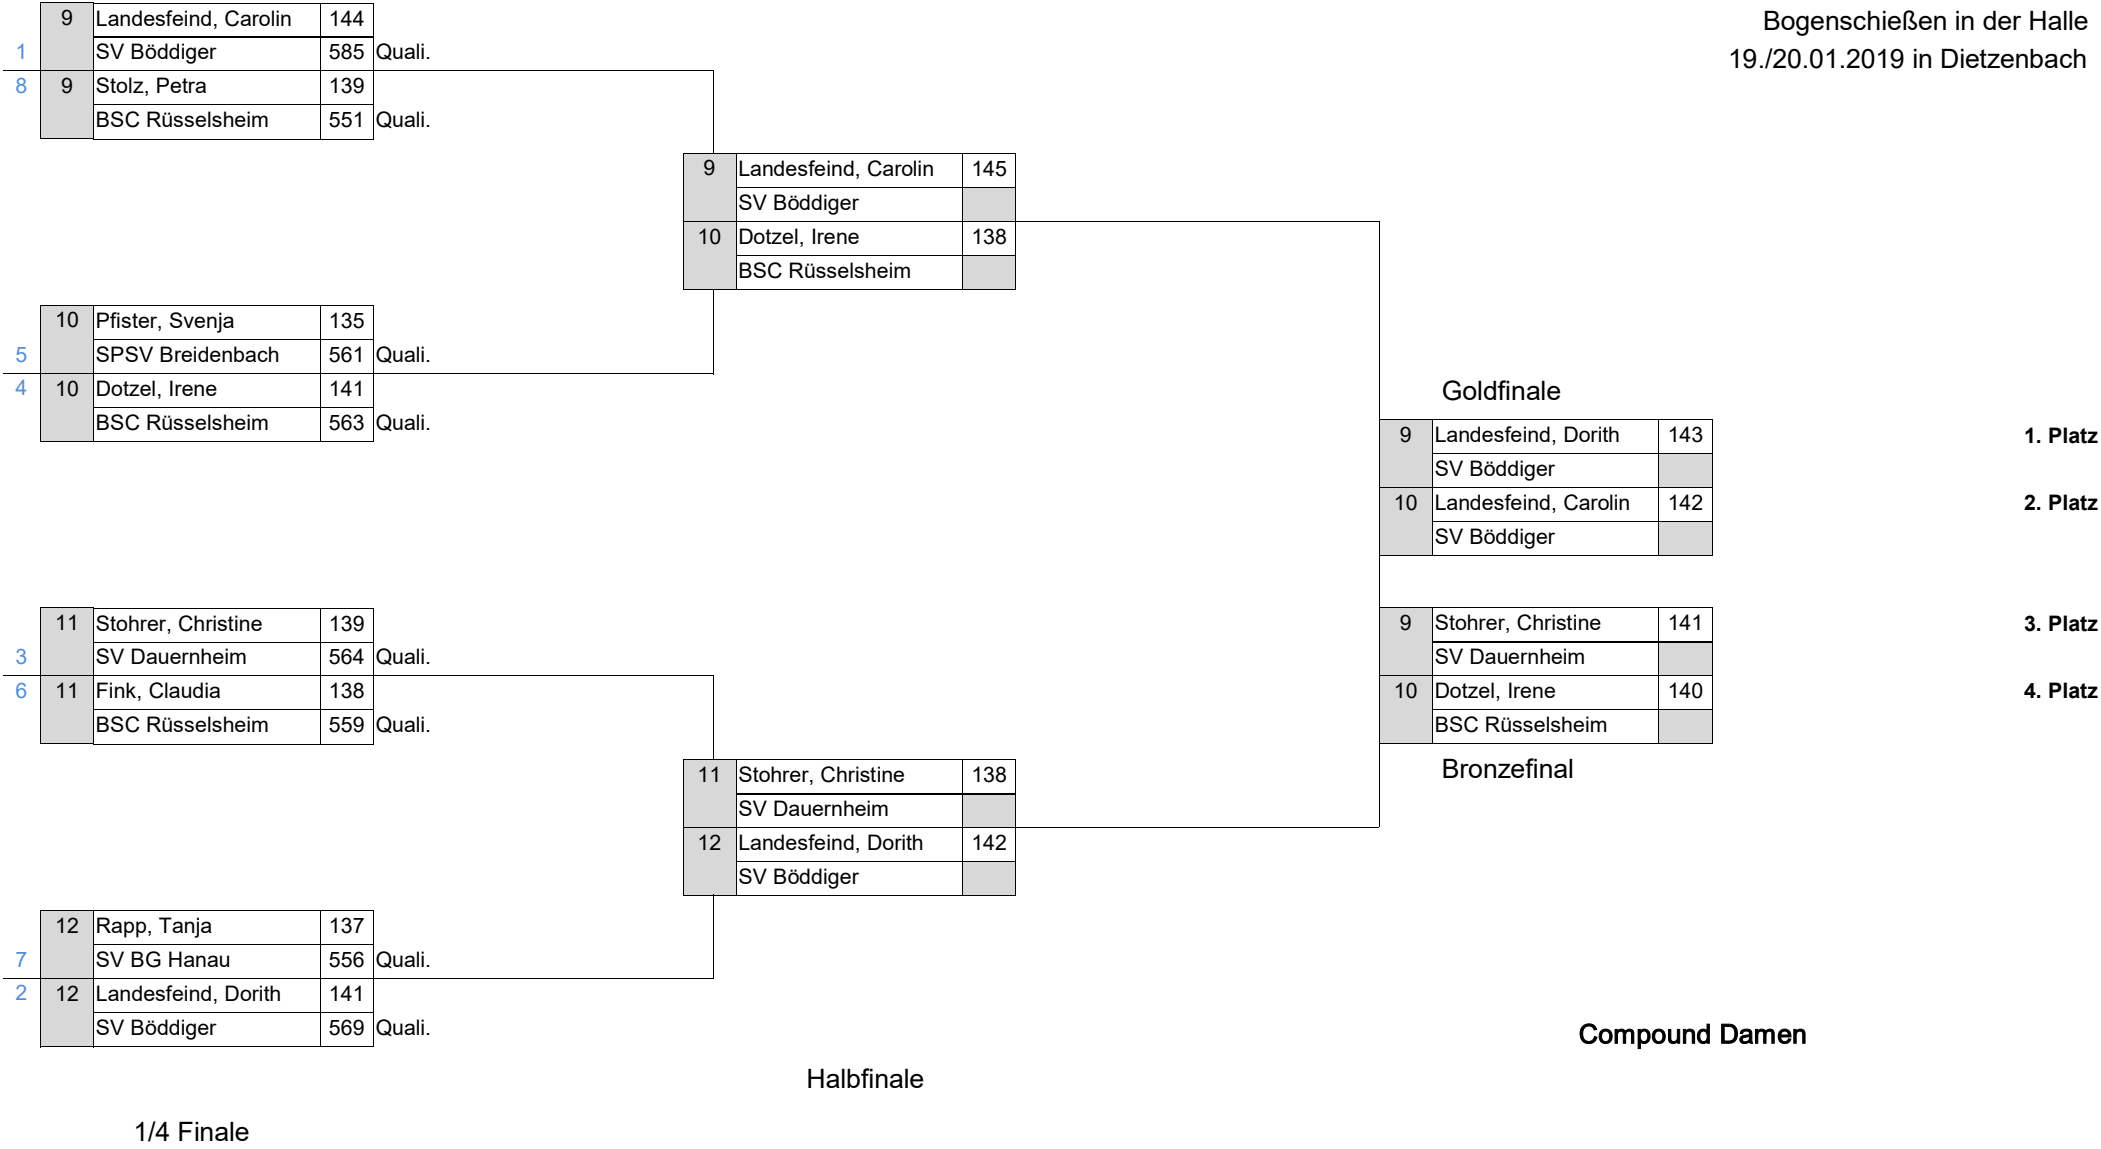 Bogenschießen in der Halle
19./20.01.2019 in Dietzenbach
9 Landesfeind, Carolin 144
1 SV Böddiger 585 Quali.
8 9 Stolz, Petra 139
BSC Rüsselsheim 551 Quali.
9 Landesfeind, Carolin 145
SV Böddiger
10 Dotzel, Irene 138
BSC Rüsselsheim
10 Pfister, Svenja 135
5 SPSV Breidenbach 561 Quali.
4 10 Dotzel, Irene 141
BSC Rüsselsheim 563 Quali.
Goldfinale
9 Landesfeind, Dorith 143 1. Platz
SV Böddiger
10 Landesfeind, Carolin 142 2. Platz
SV Böddiger
11 Stohrer, Christine 139
3 SV Dauernheim 564 Quali.
6 11 Fink, Claudia 138
BSC Rüsselsheim 559 Quali.
9 Stohrer, Christine 141 3. Platz
SV Dauernheim
10 Dotzel, Irene 140 4. Platz
BSC Rüsselsheim
Bronzefinal
11 Stohrer, Christine 138
SV Dauernheim
12 Landesfeind, Dorith 142
SV Böddiger
12 Rapp, Tanja 137
7 SV BG Hanau 556 Quali.
2 12 Landesfeind, Dorith 141
SV Böddiger 569 Quali.
Compound Damen
Halbfinale
1/4 Finale